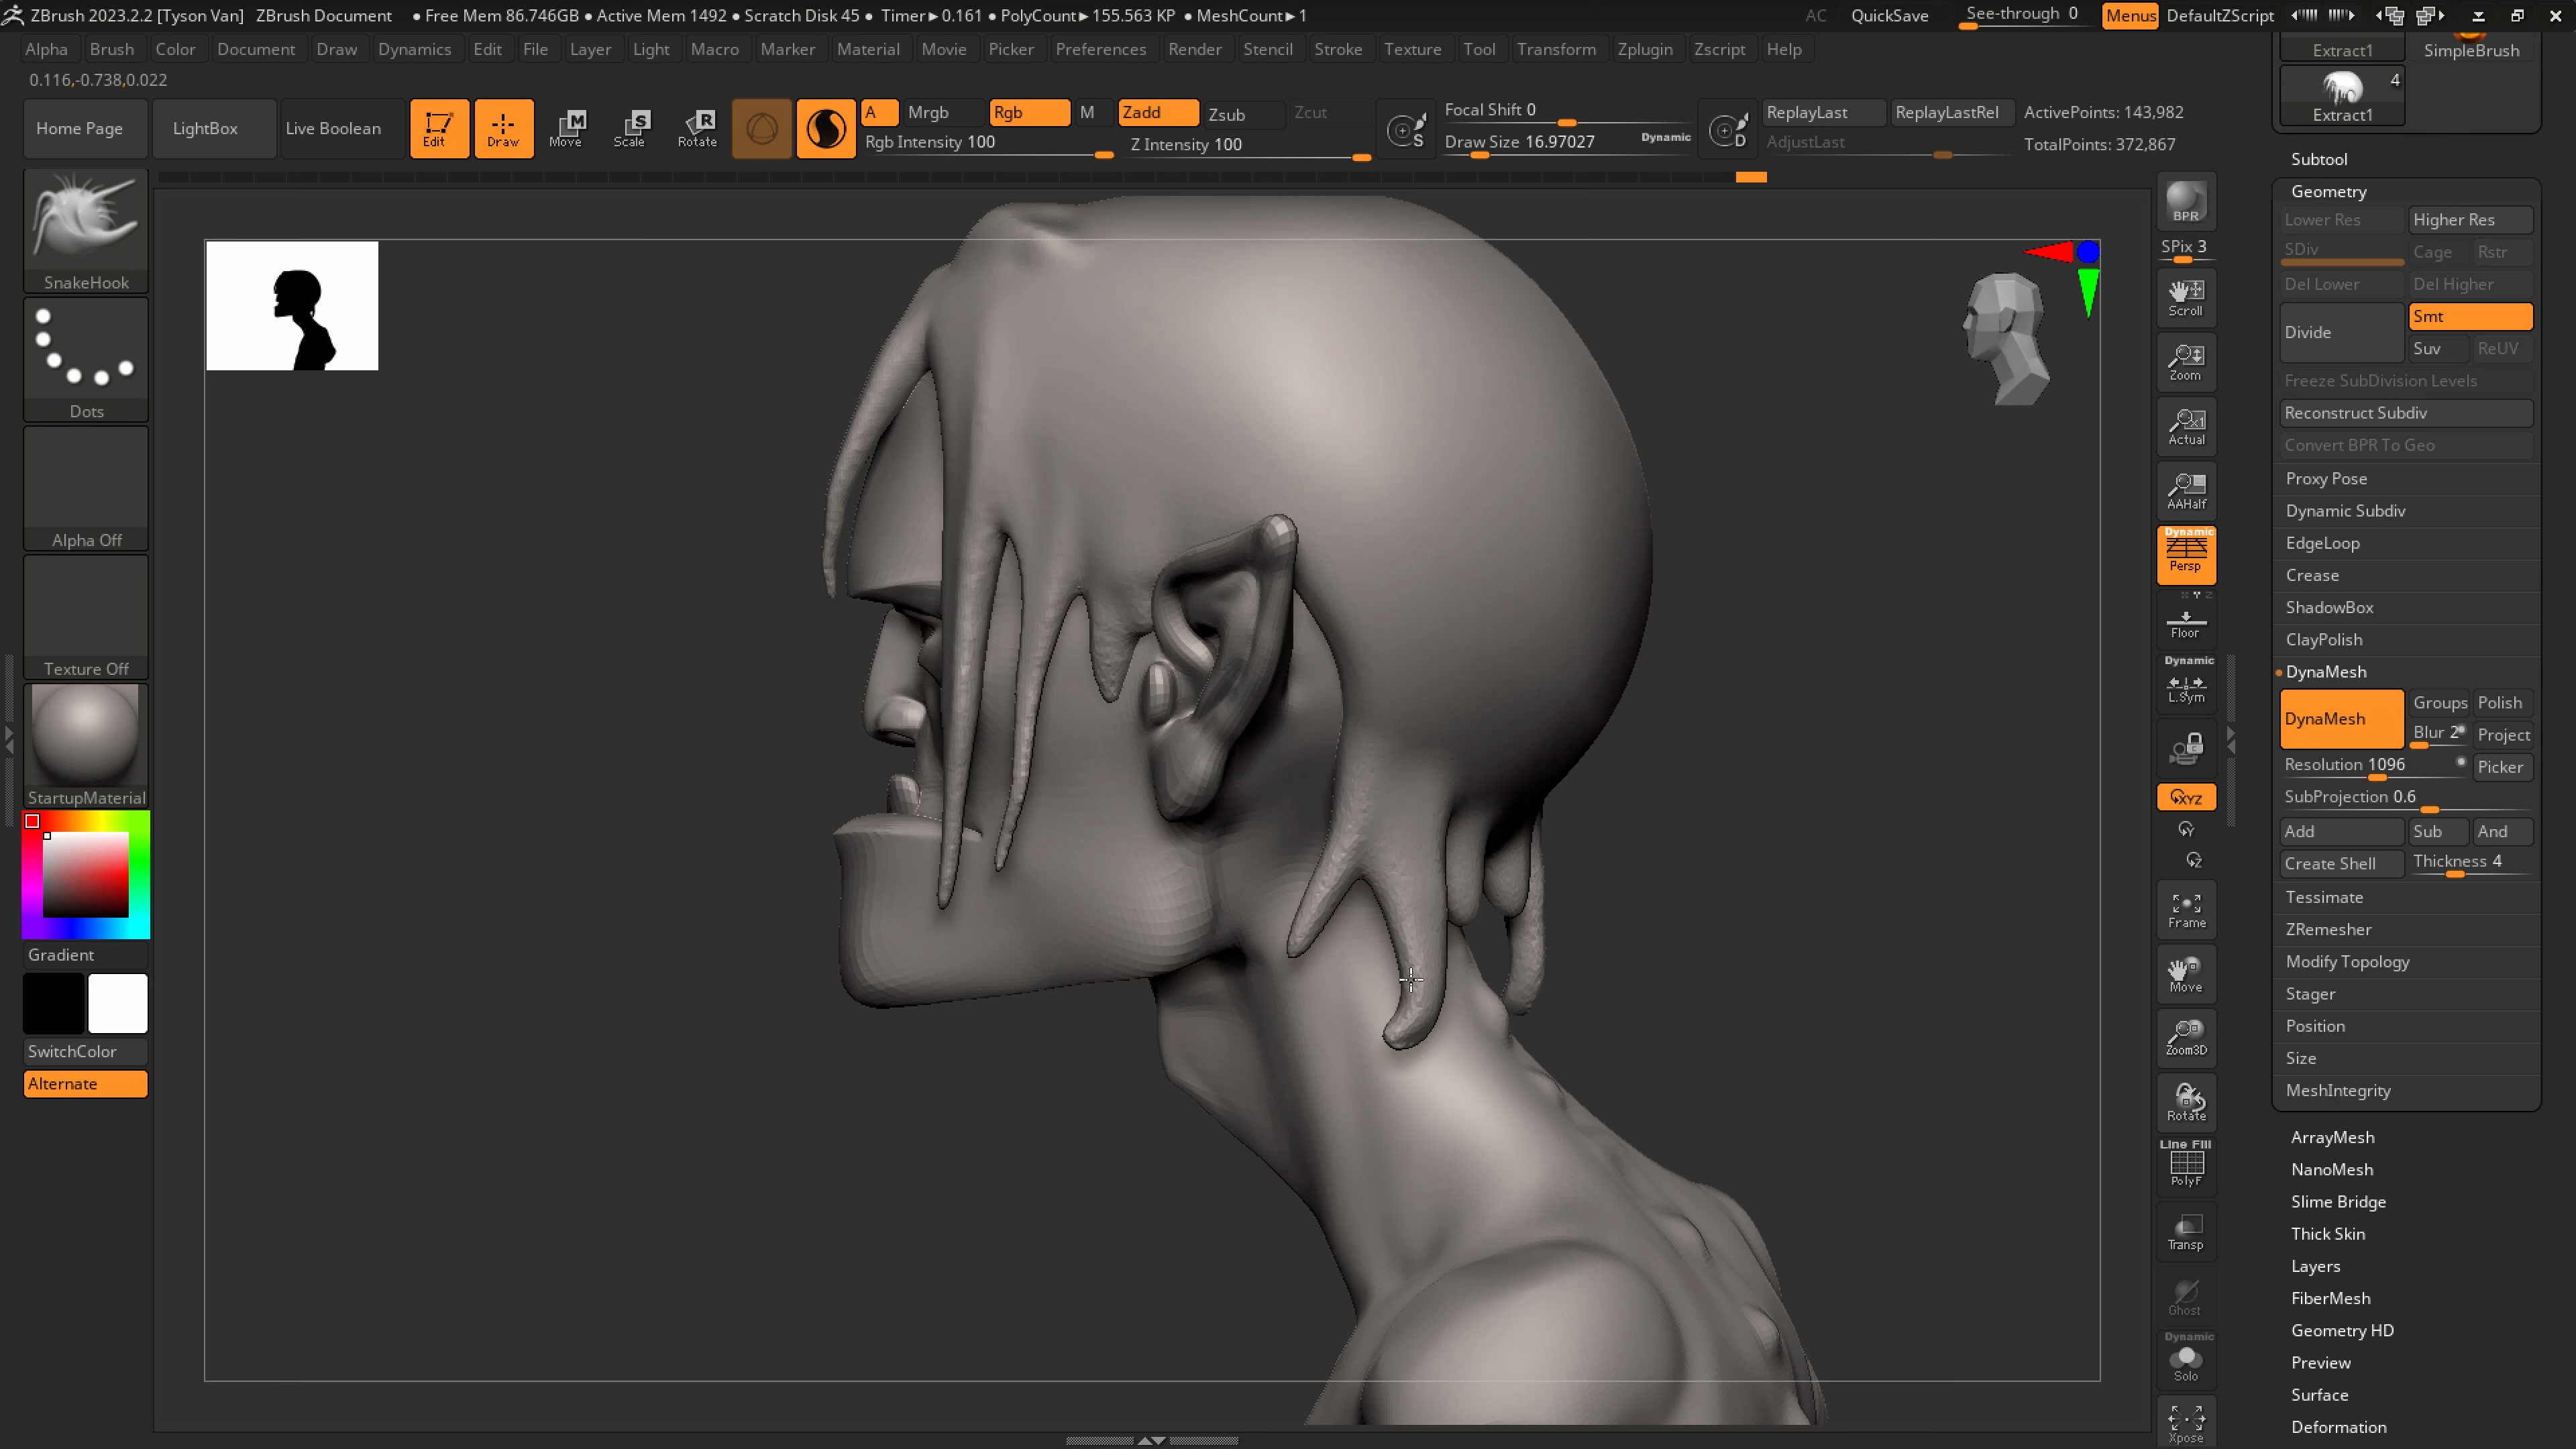 ZBrush 2023.2.2 [Tyson Van] ZBrush Document ● Free Mem 86.746GB ● Active Mem 1492 ● Scratch Disk 45 ● Timer►0.161 ● PolyCount►155.563 KP ● MeshCount►1 AC QuickSave See-through 0 Menus DefaultZScript
Alpha Brush Color Document Draw Dynamics Edit File Layer Light Macro Marker Material Movie Picker Preferences Render Stencil Stroke Texture Tool Transform Zplugin Zscript Help
0.116,-0.738,0.022
Home Page LightBox Live Boolean Edit Draw Move Scale Rotate
M S R
A Mrgb Rgb M Zadd Zsub Zcut
Rgb Intensity 100 Z Intensity 100
S Focal Shift 0
Draw Size 16.97027 Dynamic
D ReplayLast ReplayLastRel
AdjustLast
ActivePoints: 143,982
TotalPoints: 372,867
SnakeHook
Dots
Alpha Off
Texture Off
StartupMaterial
Gradient
SwitchColor
Alternate
BPR
SPix 3
Scroll
Zoom
x1
Actual
AAHalf
Dynamic
Persp
X Y Z
Floor
Dynamic
L.Sym
XYZ
Y
Z
Frame
Move
Zoom3D
Rotate
Line Fill
PolyF
Transp
Ghost
Dynamic
Solo
Xpose
Extract1 SimpleBrush
4
Extract1
Subtool
Geometry
Lower Res Higher Res
SDiv Cage Rstr
Del Lower Del Higher
Divide Smt
Suv ReUV
Freeze SubDivision Levels
Reconstruct Subdiv
Convert BPR To Geo
Proxy Pose
Dynamic Subdiv
EdgeLoop
Crease
ShadowBox
ClayPolish
DynaMesh
DynaMesh Groups Polish
Blur 2 Project
Resolution 1096 Picker
SubProjection 0.6
Add Sub And
Create Shell Thickness 4
Tessimate
ZRemesher
Modify Topology
Stager
Position
Size
MeshIntegrity
ArrayMesh
NanoMesh
Slime Bridge
Thick Skin
Layers
FiberMesh
Geometry HD
Preview
Surface
Deformation